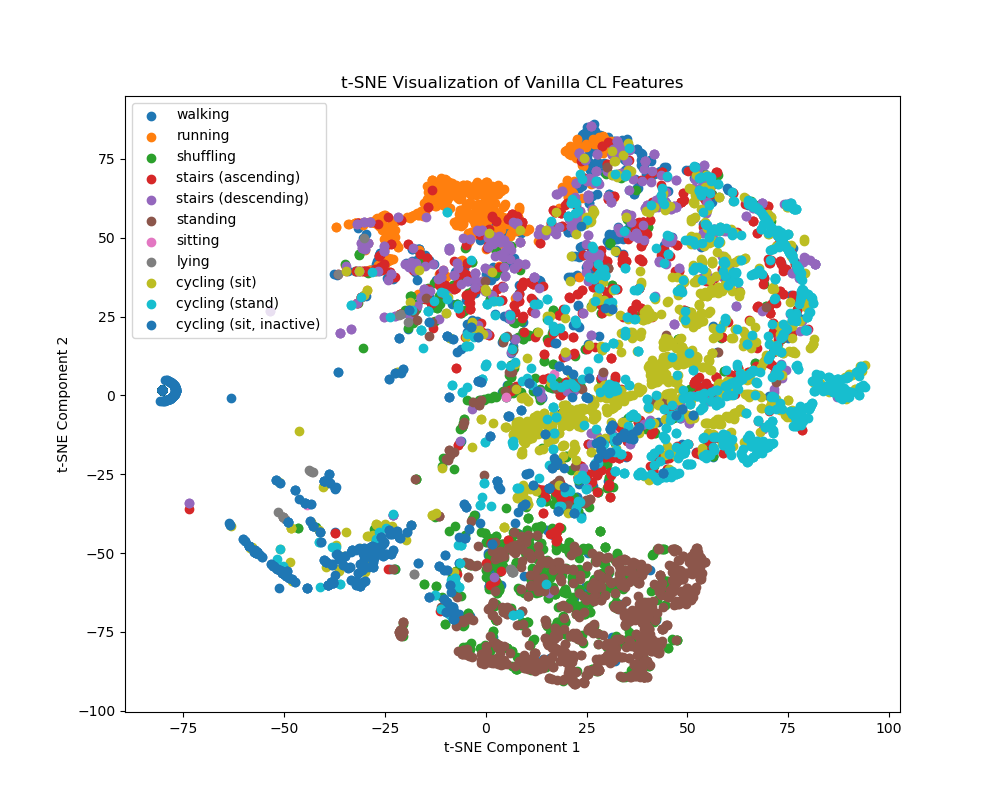 t-SNE Visualization of Vanilla CL Features
walking
running
shuffling
stairs (ascending)
stairs (descending)
standing
sitting
lying
cycling (sit)
cycling (stand)
cycling (sit, inactive)
75
50
25
0
−25
−50
−75
−100
t-SNE Component 2
−75
−50
−25
0
25
50
75
100
t-SNE Component 1